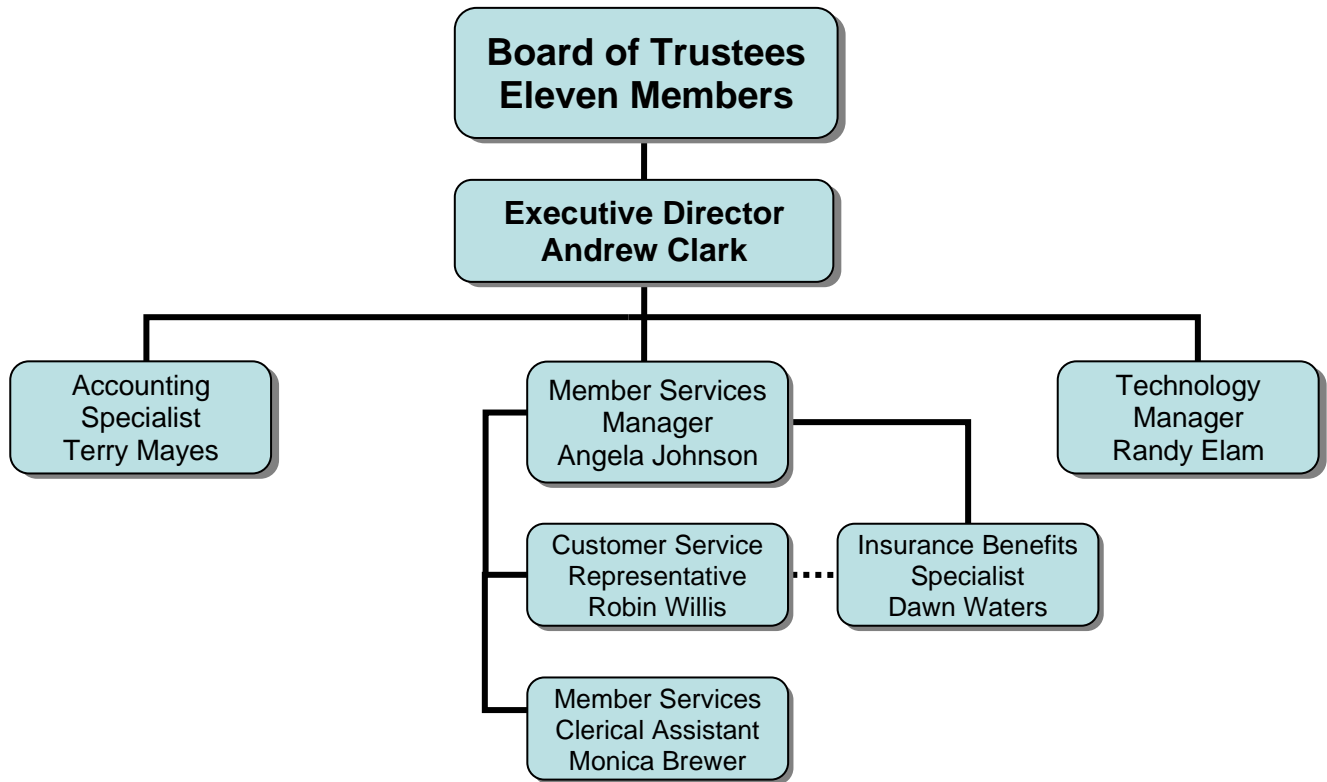 Board of Trustees
Eleven Members
Executive Director
Andrew Clark
Accounting
Specialist
Terry Mayes
Member Services
Manager
Angela Johnson
Technology
Manager
Randy Elam
Customer Service
Representative
Robin Willis
Insurance Benefits
Specialist
Dawn Waters
Member Services
Clerical Assistant
Monica Brewer